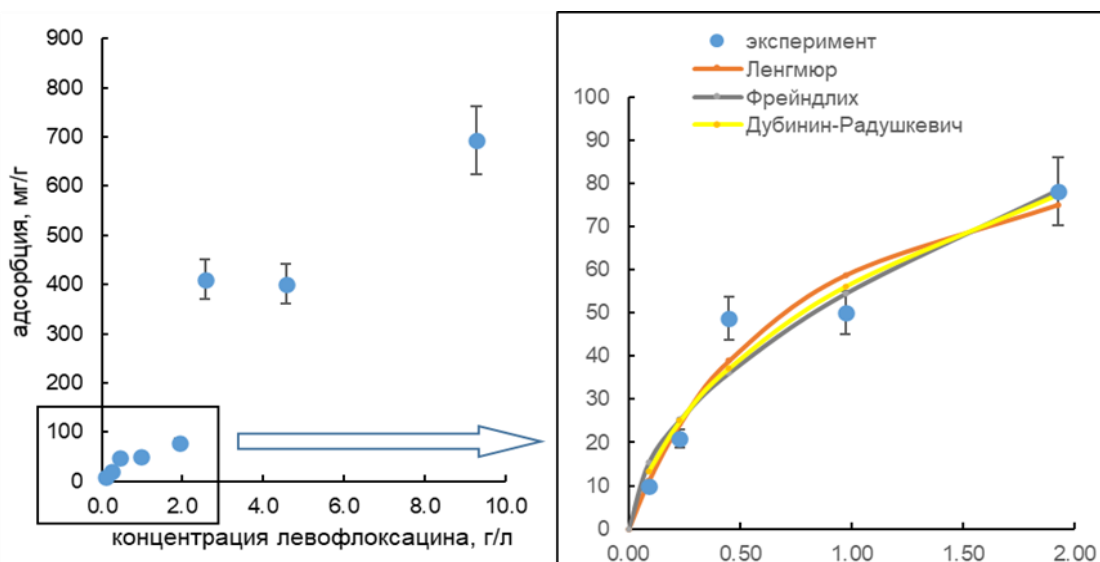 900
800
700
600
500
400
300
200
100
0
адсорбция, мг/г
0.0 2.0 4.0 6.0 8.0 10.0
концентрация левофлоксацина, г/л
эксперимент
Ленгмюр
Фрейндлих
Дубинин-Радушкевич
100
90
80
70
60
50
40
30
20
10
0
0.00 0.50 1.00 1.50 2.00